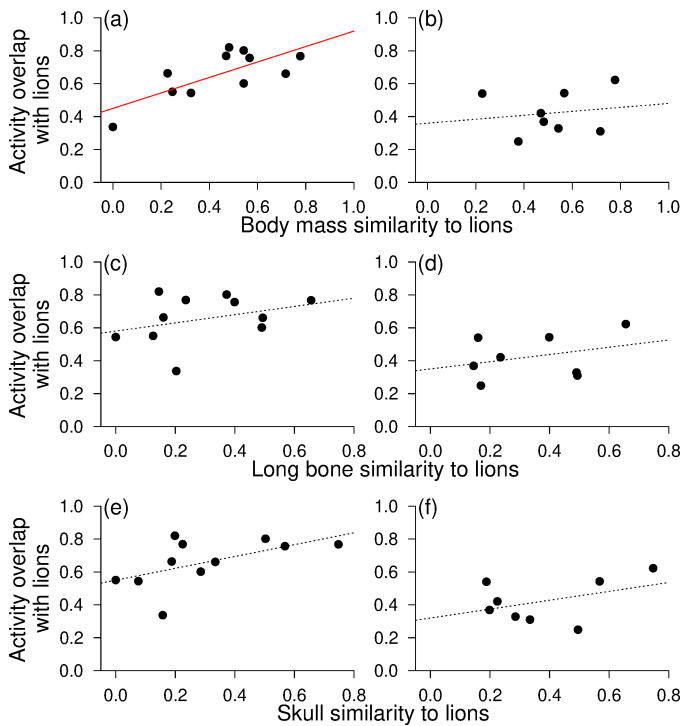 (a)
(b)
Activity overlap
with lions
1.0
0.8
0.6
0.4
0.2
0.0
0.0 0.2 0.4 0.6 0.8 1.0
1.0
0.8
0.6
0.4
0.2
0.0
0.0 0.2 0.4 0.6 0.8 1.0
Body mass similarity to lions
(c)
(d)
Activity overlap
with lions
1.0
0.8
0.6
0.4
0.2
0.0
0.0 0.2 0.4 0.6 0.8
1.0
0.8
0.6
0.4
0.2
0.0
0.0 0.2 0.4 0.6 0.8
Long bone similarity to lions
(e)
(f)
Activity overlap
with lions
1.0
0.8
0.6
0.4
0.2
0.0
0.0 0.2 0.4 0.6 0.8
1.0
0.8
0.6
0.4
0.2
0.0
0.0 0.2 0.4 0.6 0.8
Skull similarity to lions